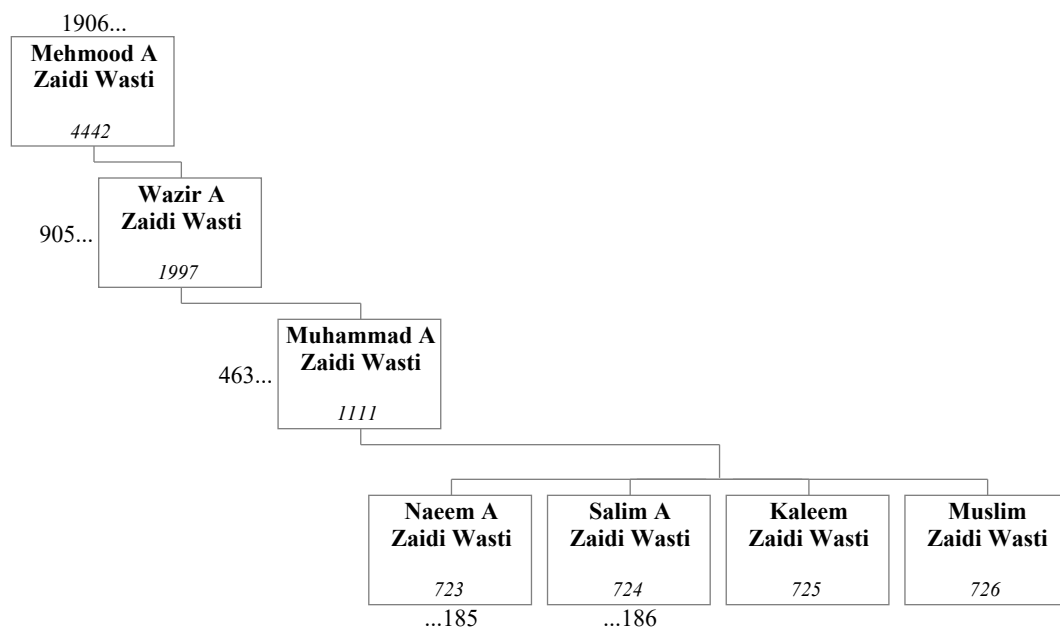 1906...
Mehmood A
Zaidi Wasti
4442
Wazir A
Zaidi Wasti
905...
1997
Muhammad A
Zaidi Wasti
463...
1111
Naeem A
Zaidi Wasti
723
...185
Salim A
Zaidi Wasti
724
...186
Kaleem
Zaidi Wasti
725
Muslim
Zaidi Wasti
726